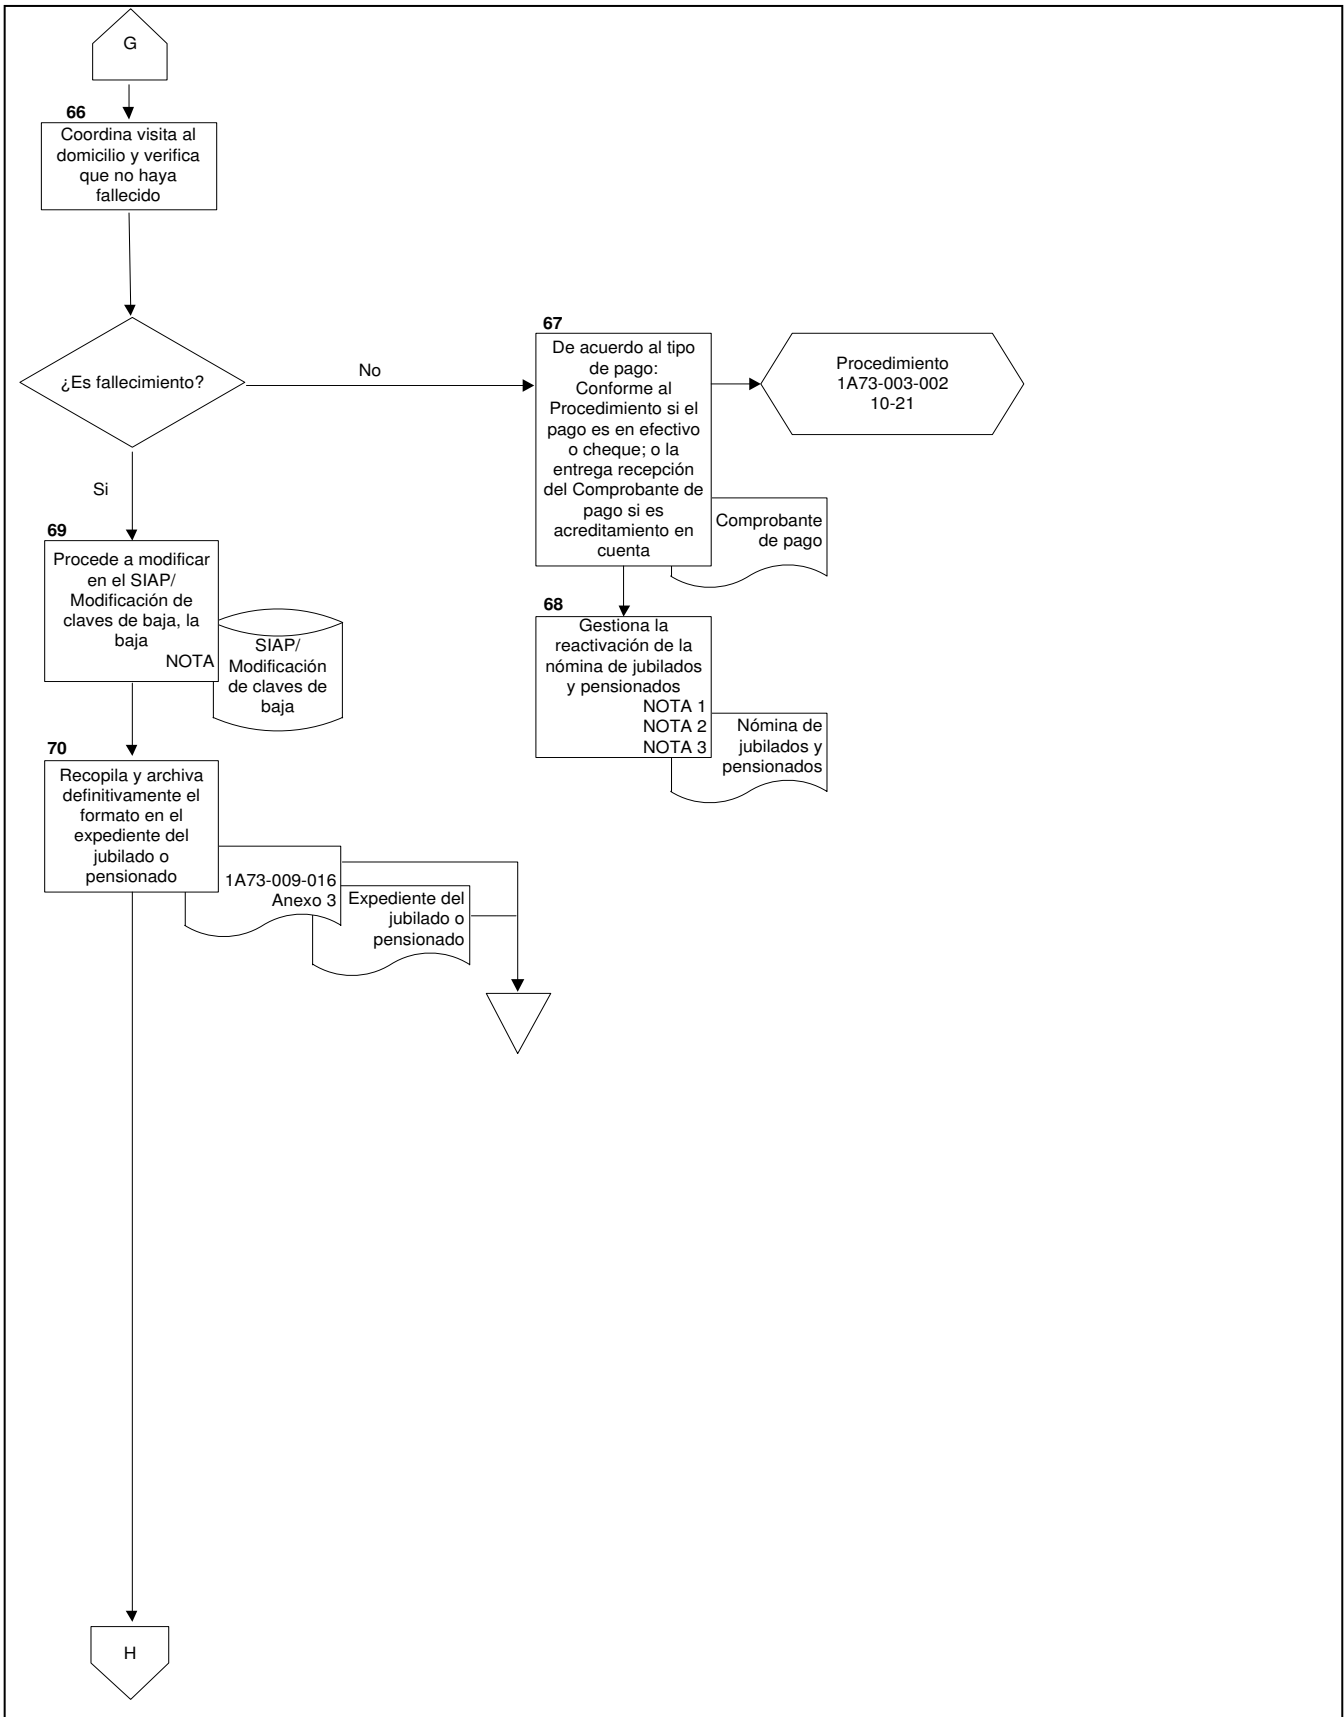 G
66
Coordina visita al
domicilio y verifica
que no haya
fallecido
¿Es fallecimiento?
No
Si
67
De acuerdo al tipo
de pago:
Conforme al
Procedimiento si el
pago es en efectivo
o cheque; o la
entrega recepción
del Comprobante de
pago si es
acreditamiento en
cuenta
Procedimiento
1A73-003-002
10-21
Comprobante
de pago
68
Gestiona la
reactivación de la
nómina de jubilados
y pensionados
NOTA 1
NOTA 2
NOTA 3
Nómina de
jubilados y
pensionados
69
Procede a modificar
en el SIAP/
Modificación de
claves de baja, la
baja
NOTA
SIAP/
Modificación
de claves de
baja
70
Recopila y archiva
definitivamente el
formato en el
expediente del
jubilado o
pensionado
1A73-009-016
Anexo 3
Expediente del
jubilado o
pensionado
H